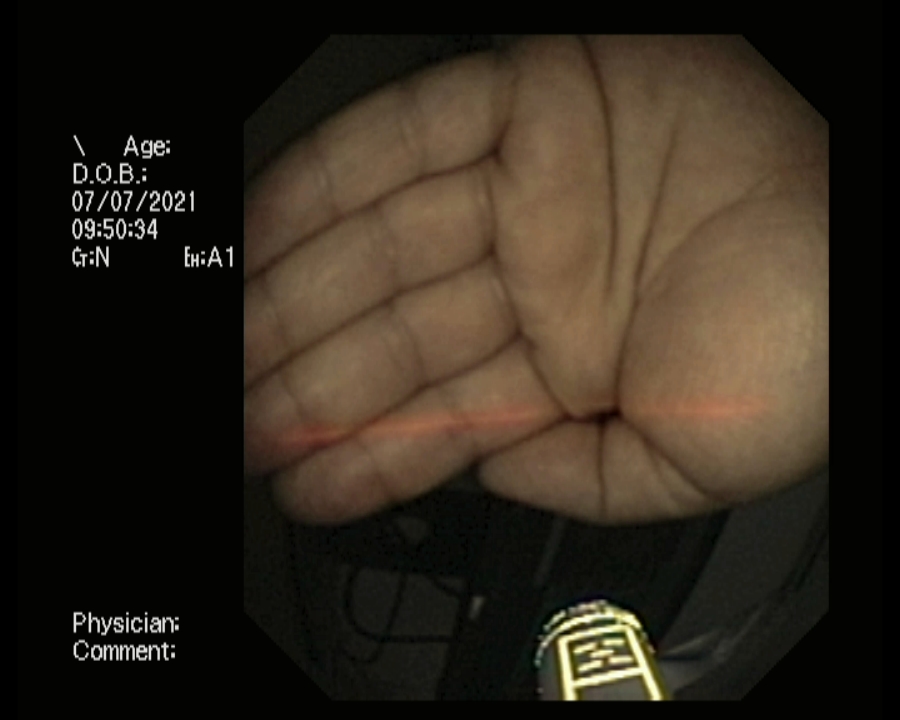 \ Age:
D.O.B.:
07/07/2021
09:50:34
Cr:N EH:A1
Physician:
Comment: